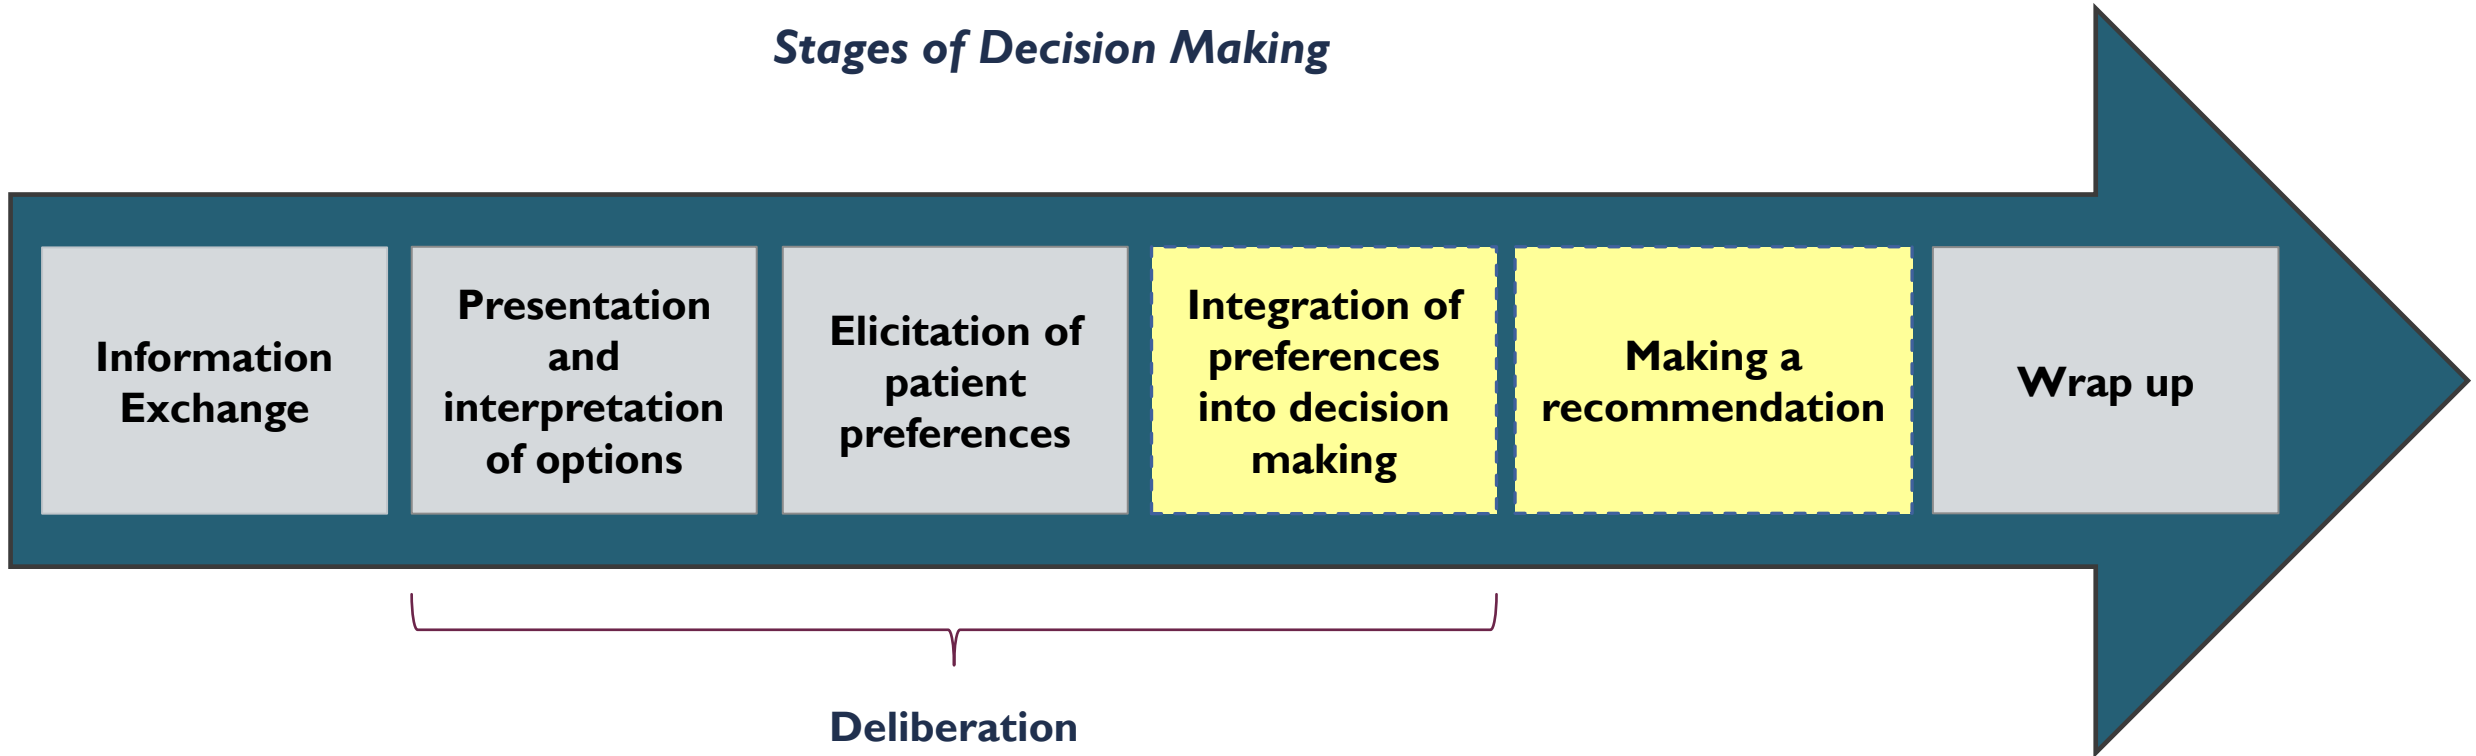 Stages of Decision Making
Information
Exchange
Presentation
and
interpretation
of options
Elicitation of
patient
preferences
Integration of
preferences
into decision
making
Making a
recommendation
Wrap up
Deliberation